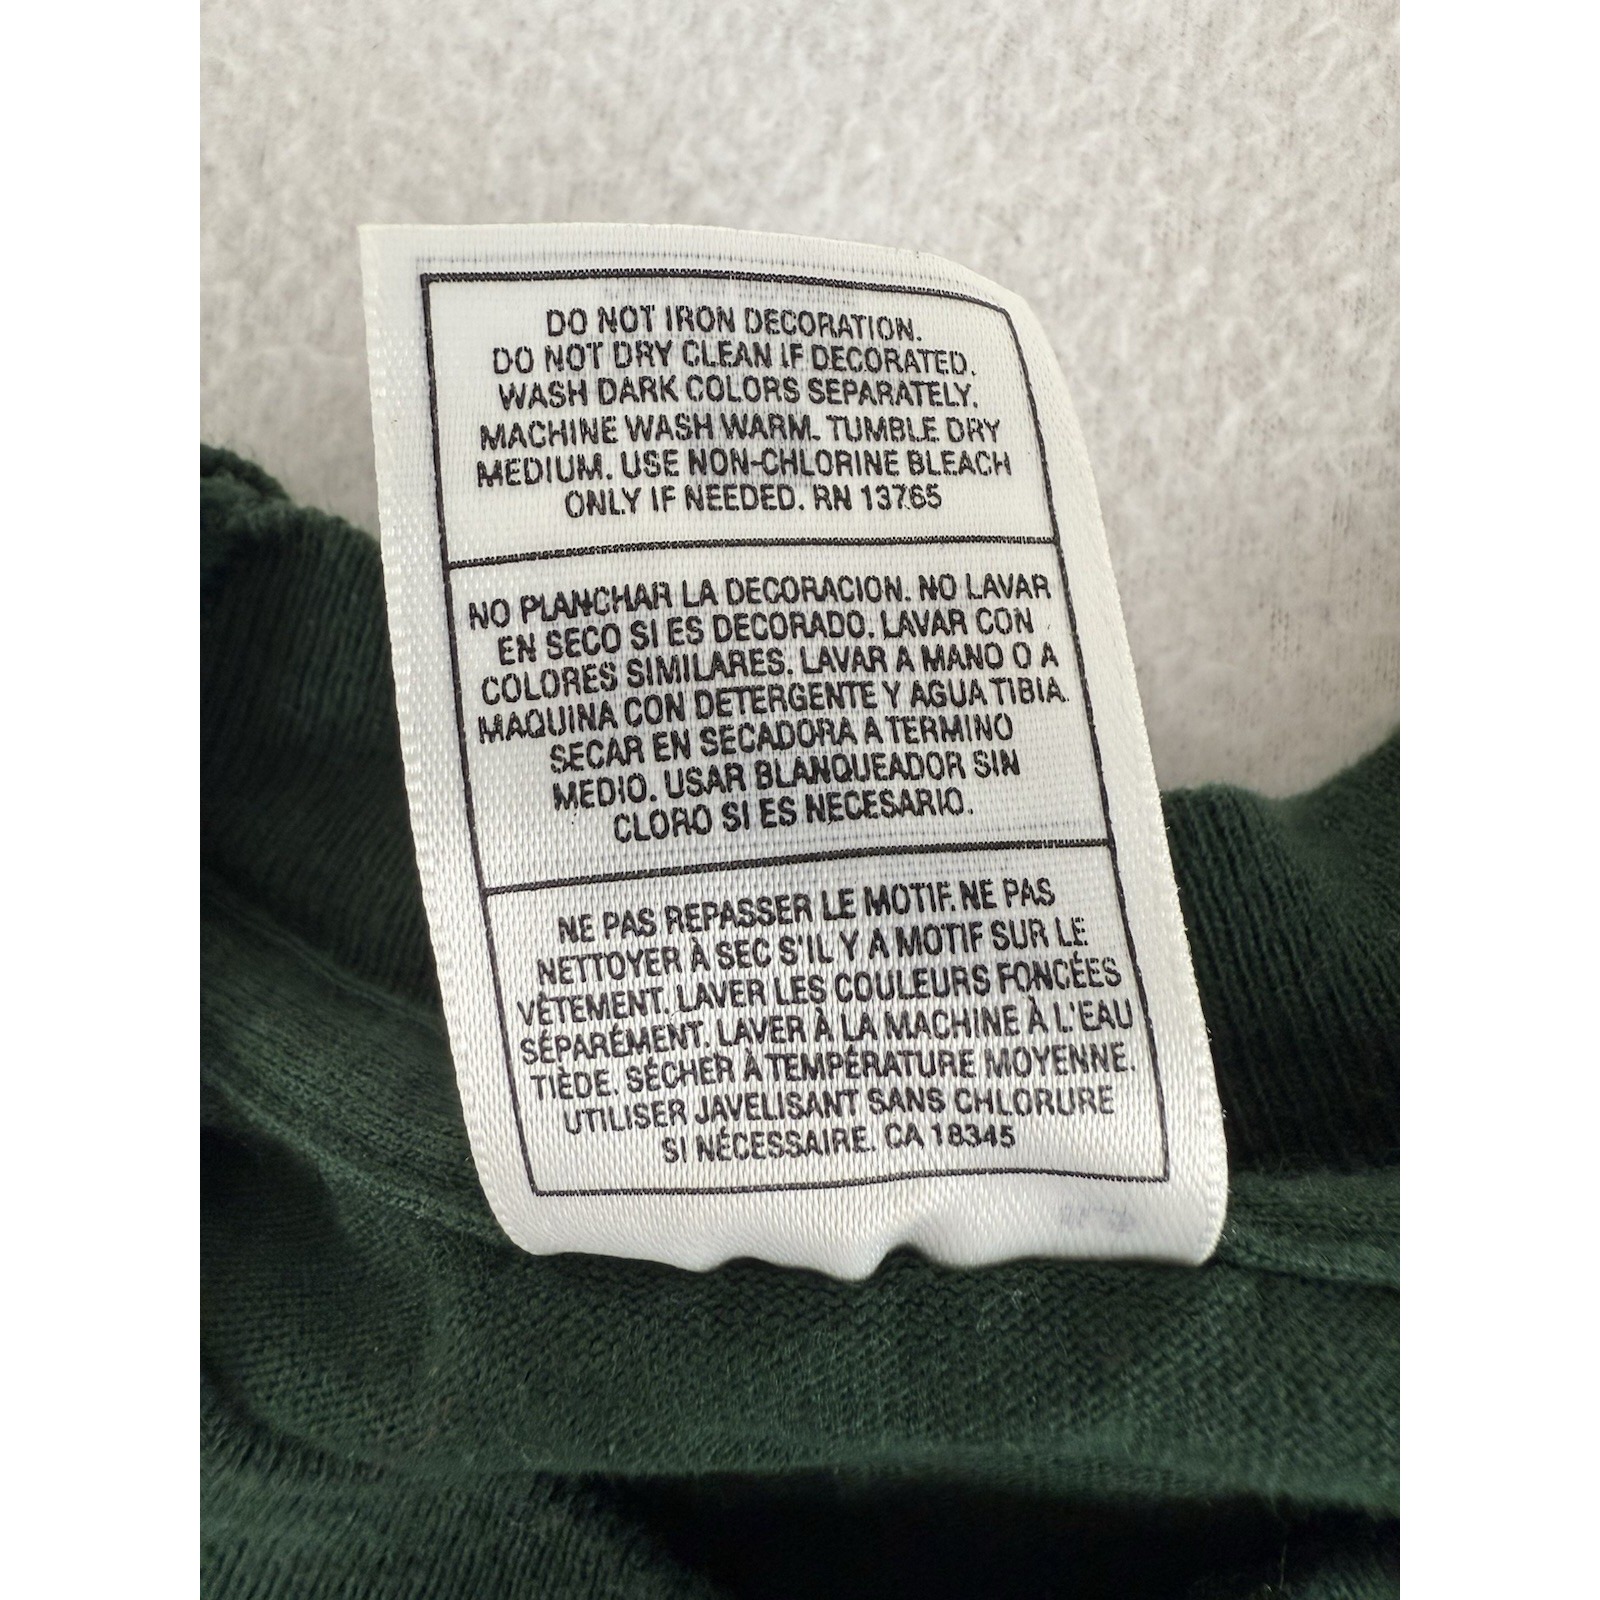 DO NOT IRON DECORATION.
DO NOT DRY CLEAN IF DECORATED.
WASH DARK COLORS SEPARATELY.
MACHINE WASH WARM. TUMBLE DRY
MEDIUM. USE NON-CHLORINE BLEACH
ONLY IF NEEDED. RN 13765
NO PLANCHAR LA DECORACION. NO LAVAR
EN SECO SI ES DECORADO. LAVAR CON
COLORES SIMILARES. LAVAR A MANO O A
MAQUINA CON DETERGENTE Y AGUA TIBIA.
SECAR EN SECADORA A TERMINO
MEDIO. USAR BLANQUEADOR SIN
CLORO SI ES NECESARIO.
NE PAS REPASSER LE MOTIF. NE PAS
NETTOYER À SEC S'IL Y A MOTIF SUR LE
VÊTEMENT. LAVER LES COULEURS FONCÉES
SÉPARÉMENT. LAVER À LA MACHINE À L'EAU
TIÈDE. SÉCHER À TEMPÉRATURE MOYENNE.
UTILISER JAVELISANT SANS CHLORURE
SI NÉCESSAIRE. CA 18345